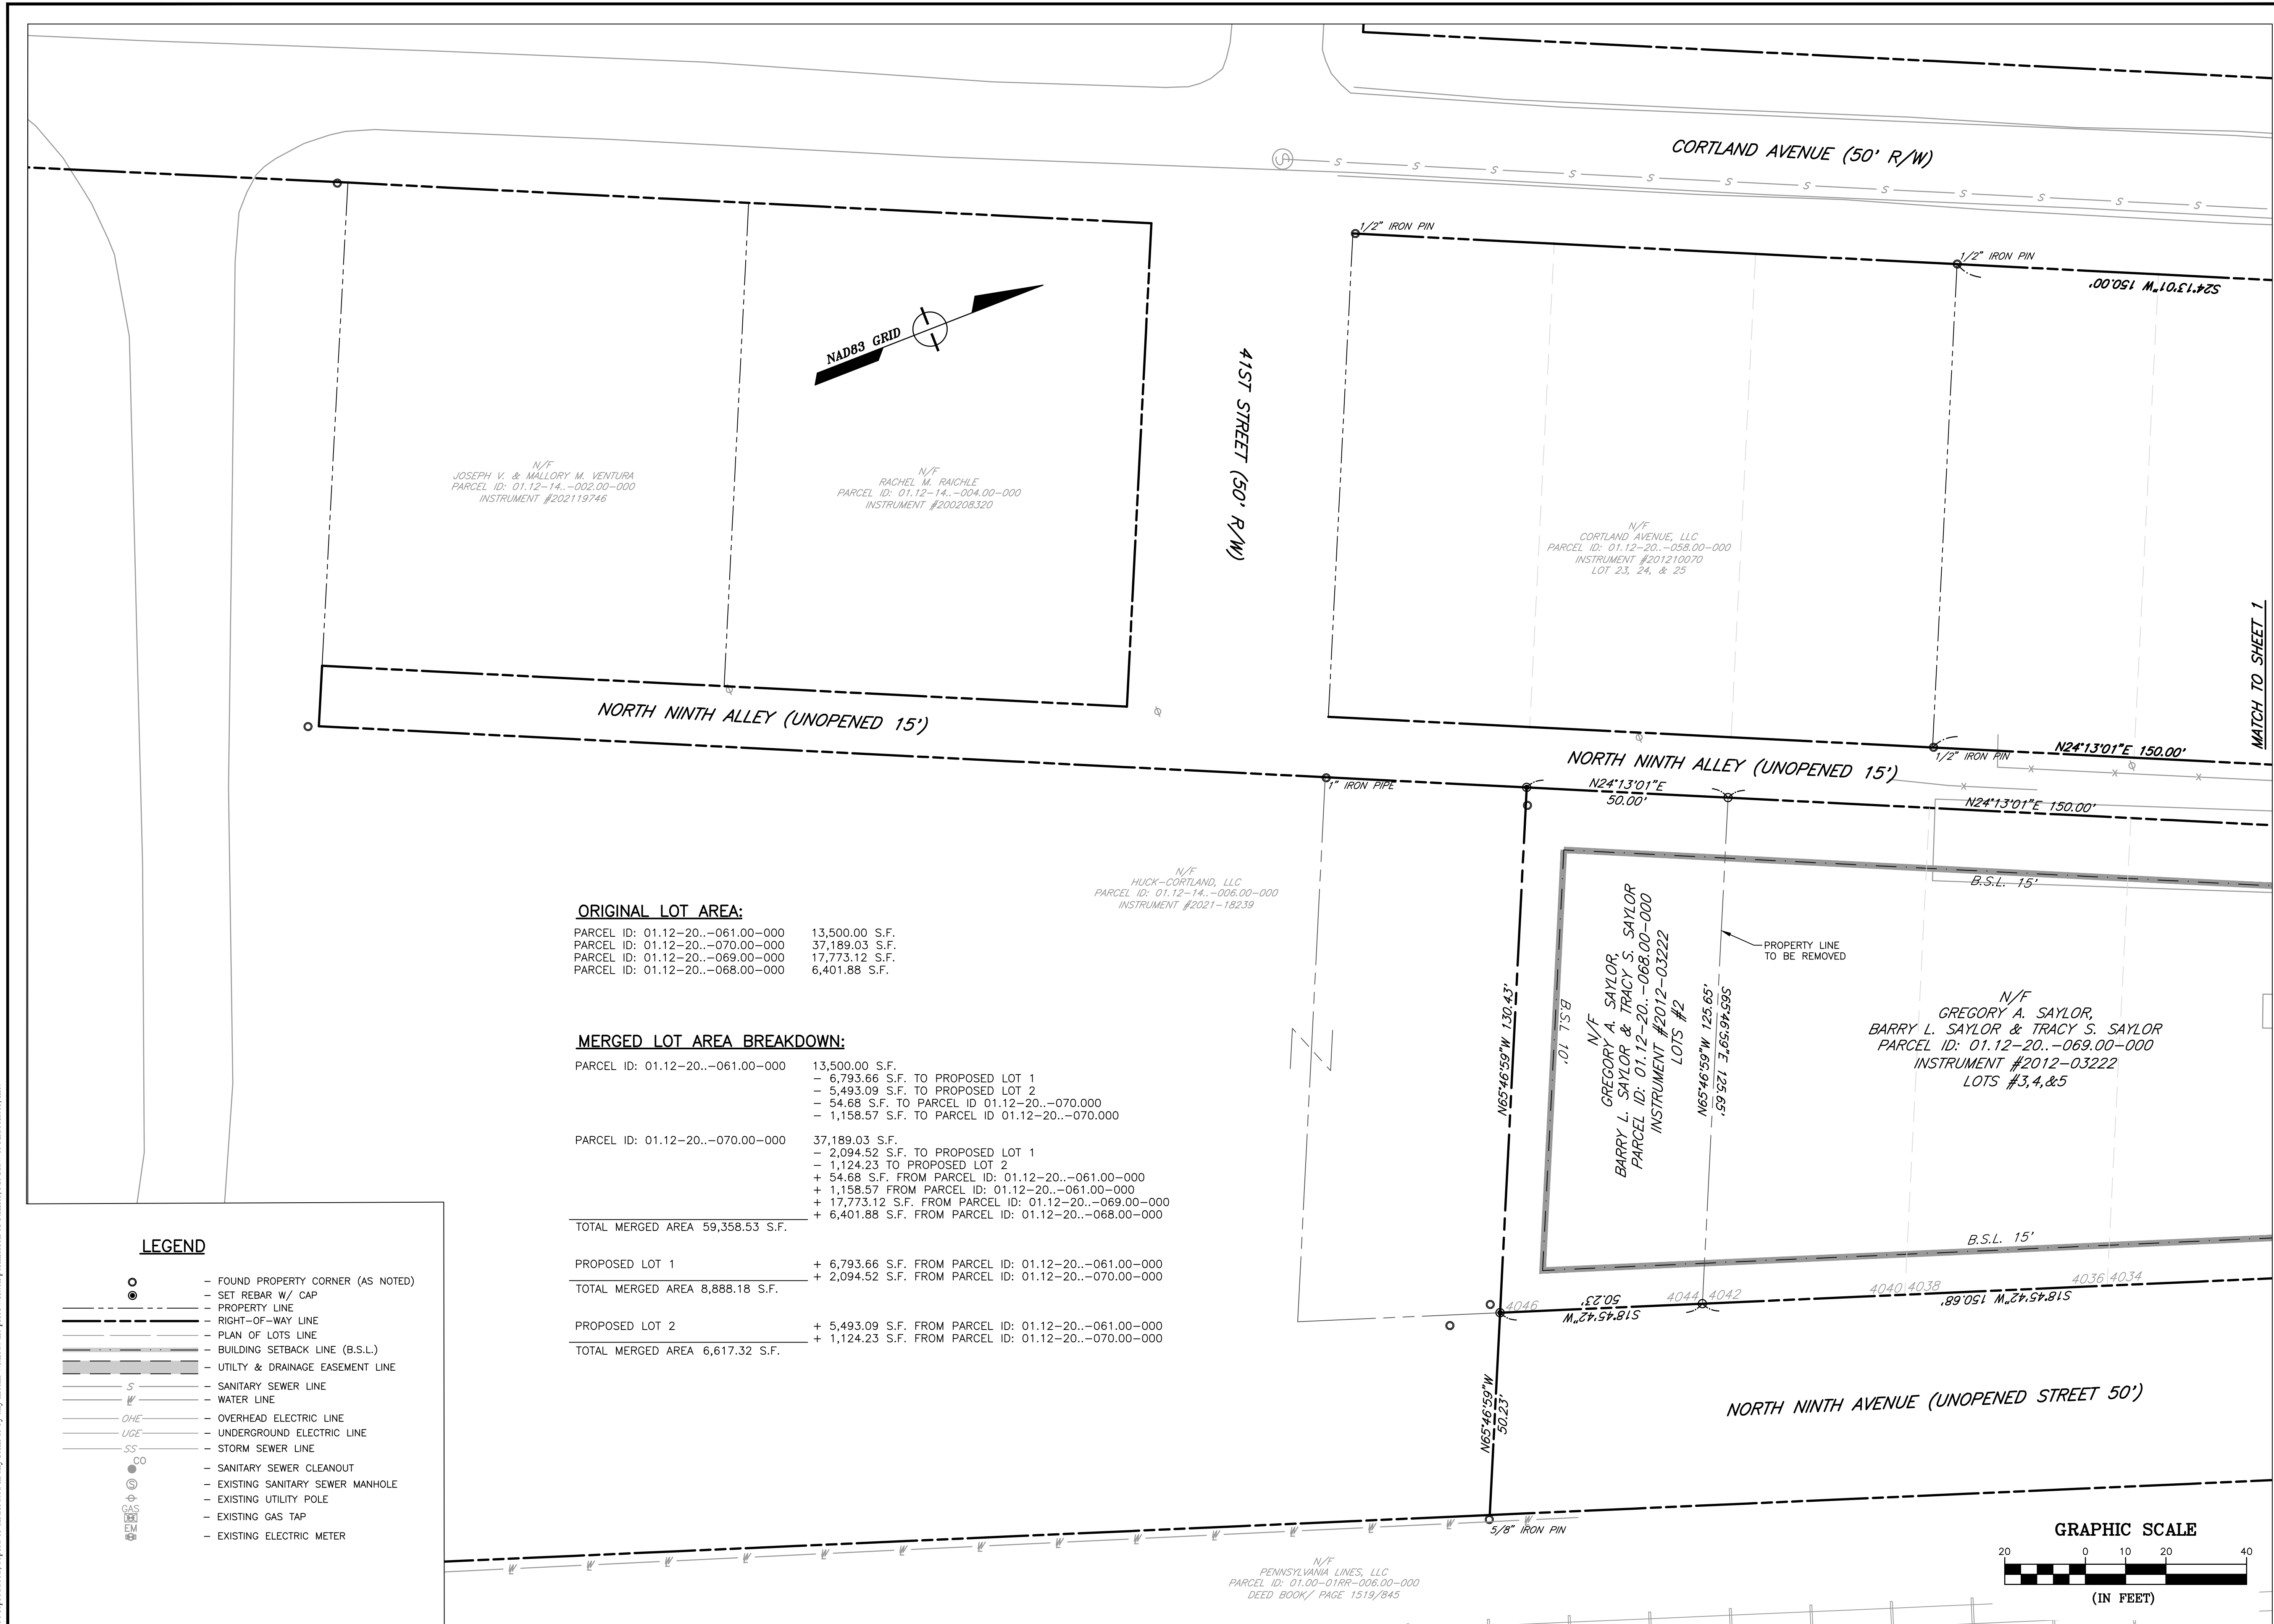 CORTLAND AVENUE (50' R/W)
S
S
S
S
S
S
S
S
S
S
S
S
S
1/2" IRON PIN
1/2" IRON PIN
S24°13'01"W 150.00'
NAD83 GRID
41ST STREET (50' R/W)
N/F
JOSEPH V. & MALLORY M. VENTURA
PARCEL ID: 01.12-14..-002.00-000
INSTRUMENT #202119746
N/F
RACHEL M. RAICHLE
PARCEL ID: 01.12-14..-004.00-000
INSTRUMENT #200208320
N/F
CORTLAND AVENUE, LLC
PARCEL ID: 01.12-20..-058.00-000
INSTRUMENT #201210070
LOT 23, 24, & 25
MATCH TO SHEET 1
NORTH NINTH ALLEY (UNOPENED 15')
NORTH NINTH ALLEY (UNOPENED 15')
1/2" IRON PIN
N24°13'01"E 150.00'
X
X
X
X
1" IRON PIPE
N24°13'01"E
50.00'
N24°13'01"E 150.00'
N/F
HUCK-CORTLAND, LLC
PARCEL ID: 01.12-14..-006.00-000
INSTRUMENT #2021-18239
B.S.L. 15'
ORIGINAL LOT AREA:
PARCEL ID: 01.12-20..-061.00-000 13,500.00 S.F.
PARCEL ID: 01.12-20..-070.00-000 37,189.03 S.F.
PARCEL ID: 01.12-20..-069.00-000 17,773.12 S.F.
PARCEL ID: 01.12-20..-068.00-000 6,401.88 S.F.
N65°46'59"W 130.43'
B.S.L. 10'
N/F
GREGORY A. SAYLOR,
BARRY L. SAYLOR & TRACY S. SAYLOR
PARCEL ID: 01.12-20..-068.00-000
INSTRUMENT #2012-03222
LOTS #2
N65°46'59"W 125.65'
S65°46'59"E 125.65'
PROPERTY LINE
TO BE REMOVED
N/F
GREGORY A. SAYLOR,
BARRY L. SAYLOR & TRACY S. SAYLOR
PARCEL ID: 01.12-20..-069.00-000
INSTRUMENT #2012-03222
LOTS #3,4,&5
MERGED LOT AREA BREAKDOWN:
PARCEL ID: 01.12-20..-061.00-000 13,500.00 S.F.
- 6,793.66 S.F. TO PROPOSED LOT 1
- 5,493.09 S.F. TO PROPOSED LOT 2
- 54.68 S.F. TO PARCEL ID 01.12-20..-070.000
- 1,158.57 S.F. TO PARCEL ID 01.12-20..-070.000
PARCEL ID: 01.12-20..-070.00-000 37,189.03 S.F.
- 2,094.52 S.F. TO PROPOSED LOT 1
- 1,124.23 TO PROPOSED LOT 2
+ 54.68 S.F. FROM PARCEL ID: 01.12-20..-061.00-000
+ 1,158.57 FROM PARCEL ID: 01.12-20..-061.00-000
+ 17,773.12 S.F. FROM PARCEL ID: 01.12-20..-069.00-000
+ 6,401.88 S.F. FROM PARCEL ID: 01.12-20..-068.00-000
TOTAL MERGED AREA 59,358.53 S.F.
PROPOSED LOT 1 + 6,793.66 S.F. FROM PARCEL ID: 01.12-20..-061.00-000
+ 2,094.52 S.F. FROM PARCEL ID: 01.12-20..-070.00-000
TOTAL MERGED AREA 8,888.18 S.F.
PROPOSED LOT 2 + 5,493.09 S.F. FROM PARCEL ID: 01.12-20..-061.00-000
+ 1,124.23 S.F. FROM PARCEL ID: 01.12-20..-070.00-000
TOTAL MERGED AREA 6,617.32 S.F.
B.S.L. 15'
4046
4044 4042
4040 4038
4036 4034
S18°45'42"W
50.23'
S18°45'42"W 150.68'
N65°46'59"W
50.23'
NORTH NINTH AVENUE (UNOPENED STREET 50')
5/8" IRON PIN
W
W
W
W
W
W
W
W
W
W
W
W
W
W
N/F
PENNSYLVANIA LINES, LLC
PARCEL ID: 01.00-01RR-006.00-000
DEED BOOK/ PAGE 1519/845
LEGEND
- FOUND PROPERTY CORNER (AS NOTED)
- SET REBAR W/ CAP
- PROPERTY LINE
- RIGHT-OF-WAY LINE
- PLAN OF LOTS LINE
- BUILDING SETBACK LINE (B.S.L.)
- UTILTY & DRAINAGE EASEMENT LINE
S - SANITARY SEWER LINE
W - WATER LINE
OHE - OVERHEAD ELECTRIC LINE
UGE - UNDERGROUND ELECTRIC LINE
SS - STORM SEWER LINE
CO - SANITARY SEWER CLEANOUT
S - EXISTING SANITARY SEWER MANHOLE
- EXISTING UTILITY POLE
GAS - EXISTING GAS TAP
EM - EXISTING ELECTRIC METER
GRAPHIC SCALE
20 0 10 20 40
(IN FEET)